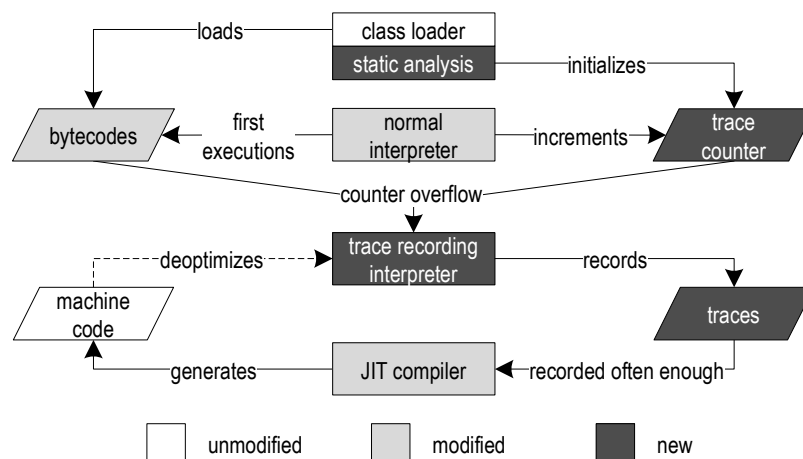 loads
class loader
static analysis
initializes
bytecodes
first
executions
normal
interpreter
increments
trace
counter
counter overflow
deoptimizes
trace recording
interpreter
records
machine
code
traces
generates
JIT compiler
recorded often enough
unmodified
modified
new